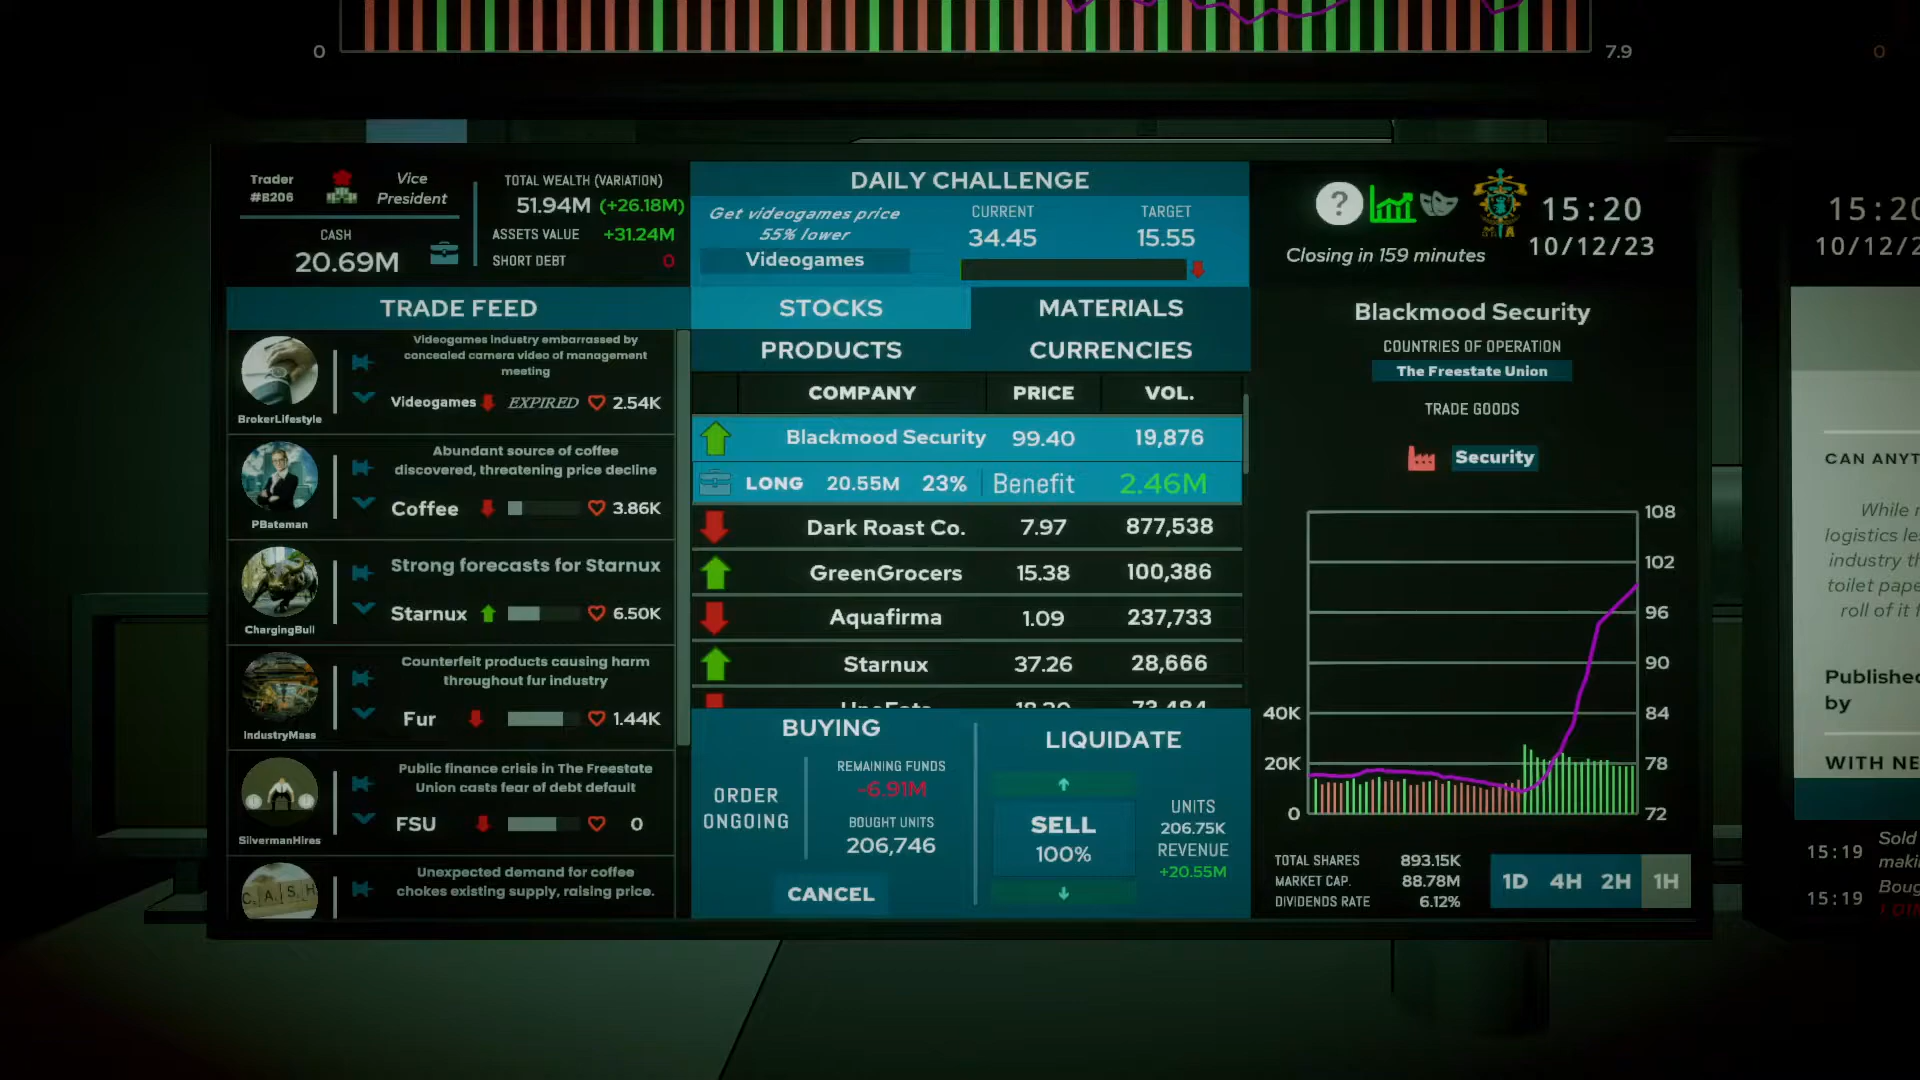 0
7.9
0
Trader
#B206
Vice
President
CASH
20.69M
TOTAL WEALTH (VARIATION)
51.94M (+26.18M)
ASSETS VALUE +31.24M
SHORT DEBT 0
DAILY CHALLENGE
Get videogames price
55% lower
Videogames
CURRENT
34.45
TARGET
15.55
?
15:20
10/12/23
Closing in 159 minutes
15:20
10/12/2
TRADE FEED
BrokerLifestyle
Videogames industry embarrassed by
concealed camera video of management
meeting
Videogames EXPIRED 2.54K
PBateman
Abundant source of coffee
discovered, threatening price decline
Coffee 3.86K
ChargingBull
Strong forecasts for Starnux
Starnux 6.50K
IndustryMass
Counterfeit products causing harm
throughout fur industry
Fur 1.44K
SilvermanHires
Public finance crisis in The Freestate
Union casts fear of debt default
FSU 0
C A S H
Unexpected demand for coffee
chokes existing supply, raising price.
STOCKS
MATERIALS
PRODUCTS
CURRENCIES
COMPANY PRICE VOL.
Blackmood Security 99.40 19,876
LONG 20.55M 23% Benefit 2.46M
Dark Roast Co. 7.97 877,538
GreenGrocers 15.38 100,386
Aquafirma 1.09 237,733
Starnux 37.26 28,666
BUYING
ORDER
ONGOING
REMAINING FUNDS
-6.91M
BOUGHT UNITS
206,746
CANCEL
LIQUIDATE
SELL
100%
UNITS
206.75K
REVENUE
+20.55M
Blackmood Security
COUNTRIES OF OPERATION
The Freestate Union
TRADE GOODS
Security
108
102
96
90
84
78
72
40K
20K
0
TOTAL SHARES 893.15K
MARKET CAP. 88.78M
DIVIDENDS RATE 6.12%
1D 4H 2H 1H
CAN ANYT
While
logistics
industry
toilet
roll of it
Published
by
WITH NE
15:19 Sold
15:19